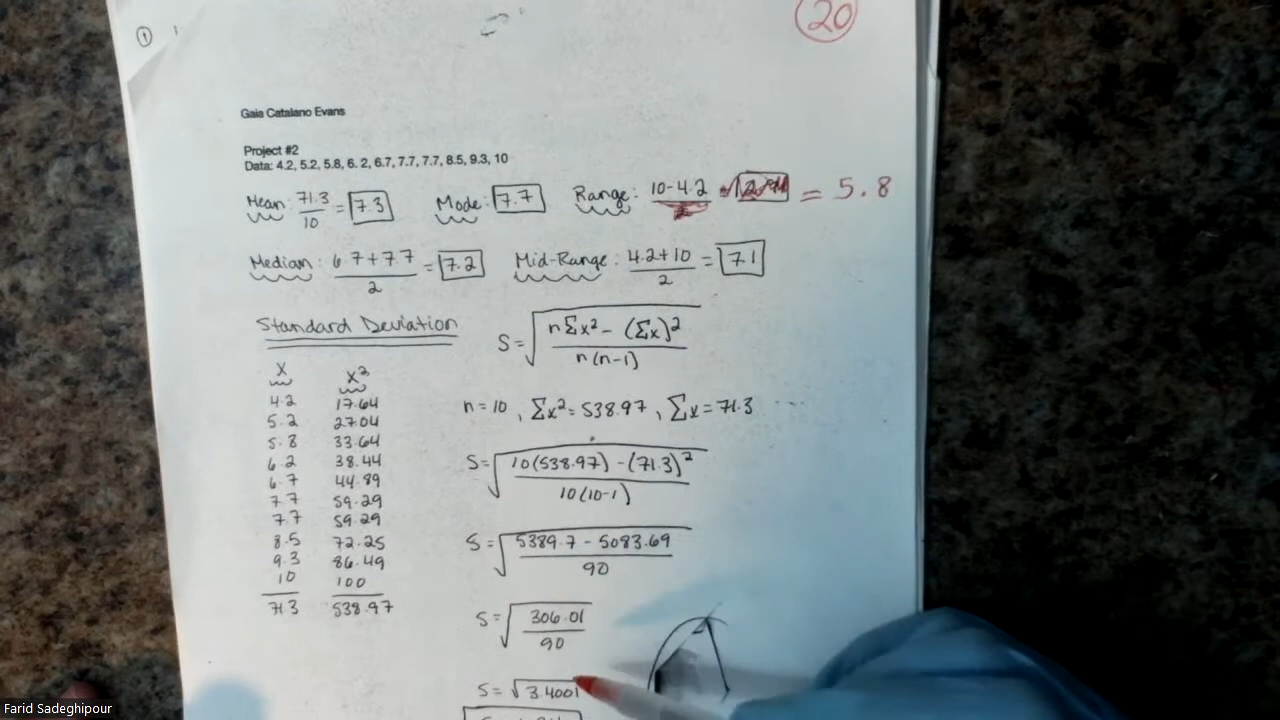 ① 20
Gaia Catalano Evans
Project #2
Data: 4.2, 5.2, 5.8, 6. 2, 6.7, 7.7, 7.7, 8.5, 9.3, 10
Mean: 71.3/10 = 7.3 Mode: 7.7 Range: 10-4.2 = 5.8
Median: 6.7+7.7/2 = 7.2 Mid-Range: 4.2+10/2 = 7.1
Standard Deviation
S = √(n Σx² - (Σx)² / n(n-1))
x x²
4.2 17.64
5.2 27.04
5.8 33.64
6.2 38.44
6.7 44.89
7.7 59.29
7.7 59.29
8.5 72.25
9.3 86.49
10 100
71.3 538.97
n = 10, Σx² = 538.97, Σx = 71.3
S = √(10(538.97) - (71.3)² / 10(10-1))
S = √(5389.7 - 5083.69 / 90)
S = √(306.01 / 90)
S = √3.4001
Farid Sadeghipour